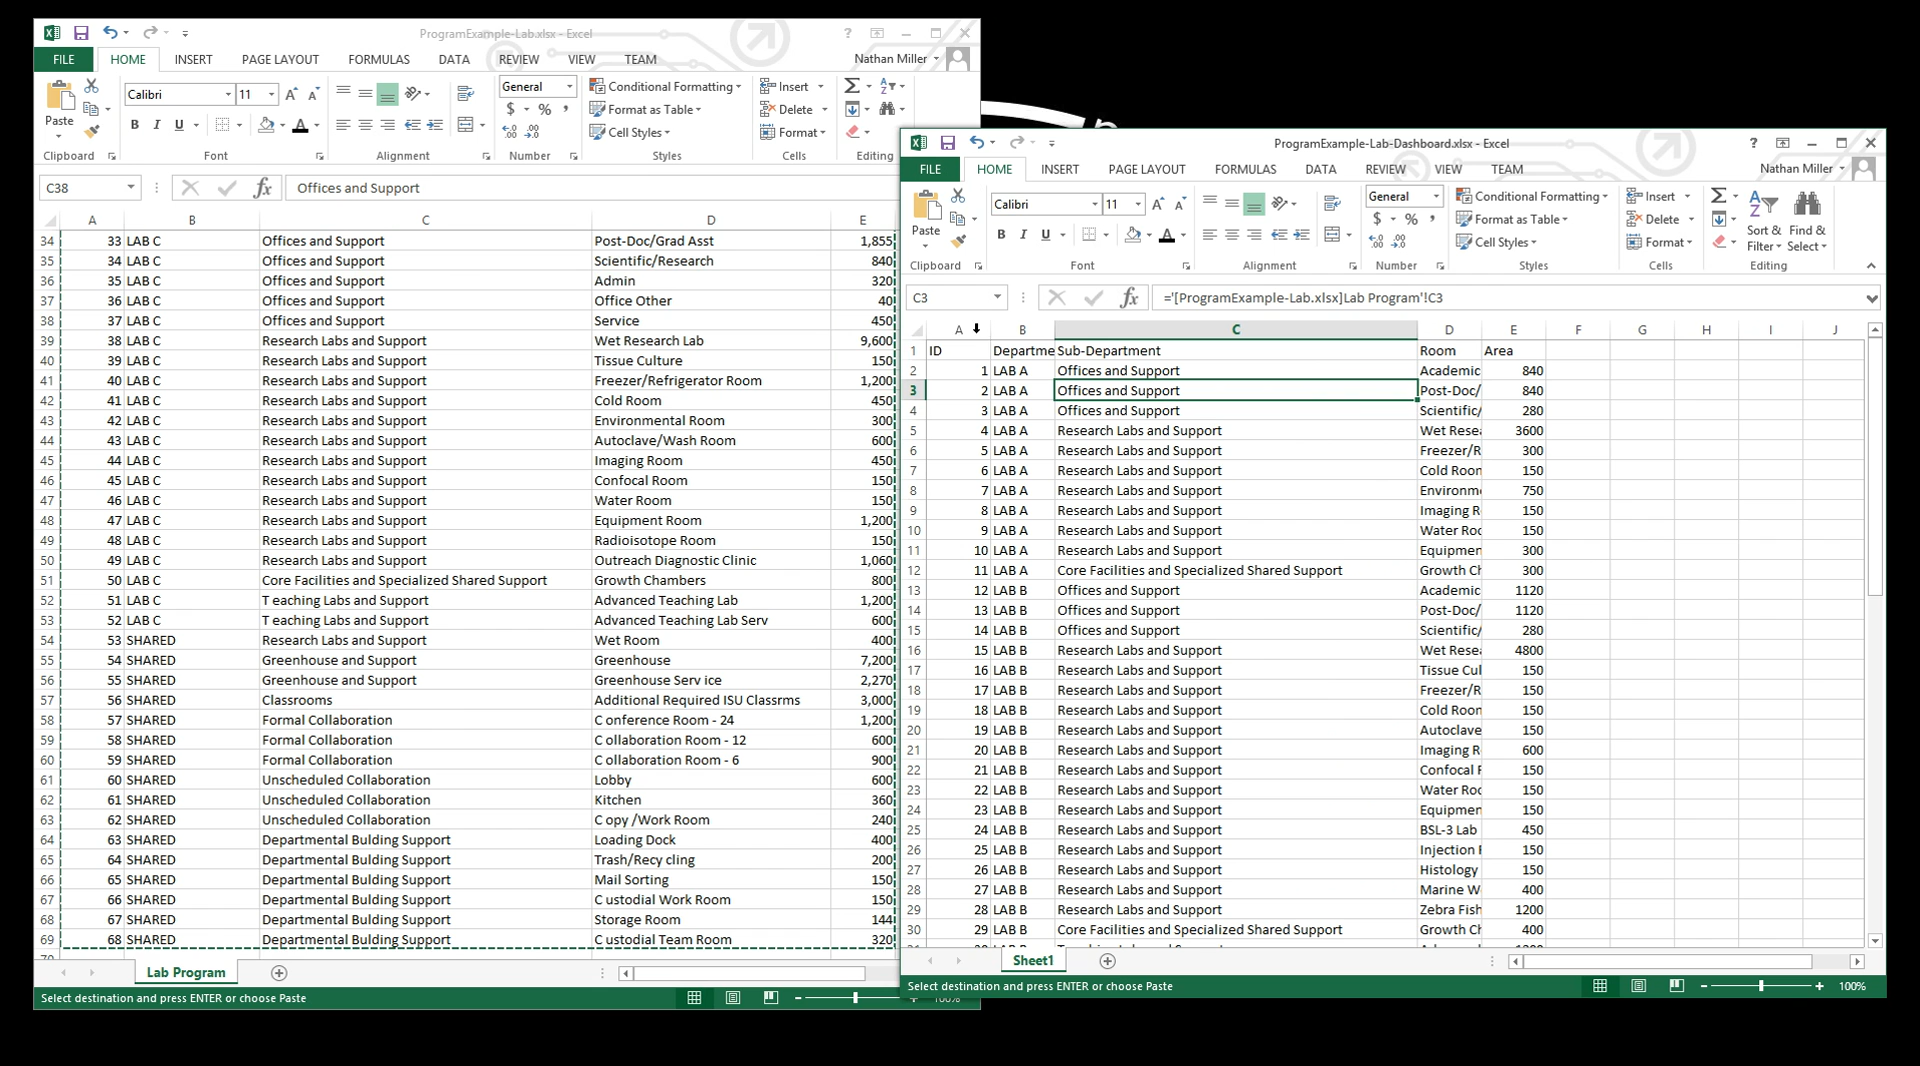 ProgramExample-Lab.xlsx - Excel
FILE HOME INSERT PAGE LAYOUT FORMULAS DATA REVIEW VIEW TEAM Nathan Miller
Calibri 11 General Conditional Formatting Insert
Paste B I U $ % , Format as Table Delete
Cell Styles Format
Clipboard Font Alignment Number Styles Cells Editing
C38 fx Offices and Support
A B C D E
34 33 LAB C Offices and Support Post-Doc/Grad Asst 1,855
35 34 LAB C Offices and Support Scientific/Research 840
36 35 LAB C Offices and Support Admin 320
37 36 LAB C Offices and Support Office Other 40
38 37 LAB C Offices and Support Service 450
39 38 LAB C Research Labs and Support Wet Research Lab 9,600
40 39 LAB C Research Labs and Support Tissue Culture 150
41 40 LAB C Research Labs and Support Freezer/Refrigerator Room 1,200
42 41 LAB C Research Labs and Support Cold Room 450
43 42 LAB C Research Labs and Support Environmental Room 300
44 43 LAB C Research Labs and Support Autoclave/Wash Room 600
45 44 LAB C Research Labs and Support Imaging Room 450
46 45 LAB C Research Labs and Support Confocal Room 150
47 46 LAB C Research Labs and Support Water Room 150
48 47 LAB C Research Labs and Support Equipment Room 1,200
49 48 LAB C Research Labs and Support Radioisotope Room 150
50 49 LAB C Research Labs and Support Outreach Diagnostic Clinic 1,060
51 50 LAB C Core Facilities and Specialized Shared Support Growth Chambers 800
52 51 LAB C T eaching Labs and Support Advanced Teaching Lab 1,200
53 52 LAB C T eaching Labs and Support Advanced Teaching Lab Serv 600
54 53 SHARED Research Labs and Support Wet Room 400
55 54 SHARED Greenhouse and Support Greenhouse 7,200
56 55 SHARED Greenhouse and Support Greenhouse Serv ice 2,270
57 56 SHARED Classrooms Additional Required ISU Classrms 3,000
58 57 SHARED Formal Collaboration C onference Room - 24 1,200
59 58 SHARED Formal Collaboration C ollaboration Room - 12 600
60 59 SHARED Formal Collaboration C ollaboration Room - 6 900
61 60 SHARED Unscheduled Collaboration Lobby 600
62 61 SHARED Unscheduled Collaboration Kitchen 360
63 62 SHARED Unscheduled Collaboration C opy /Work Room 240
64 63 SHARED Departmental Bulding Support Loading Dock 400
65 64 SHARED Departmental Bulding Support Trash/Recy cling 200
66 65 SHARED Departmental Bulding Support Mail Sorting 150
67 66 SHARED Departmental Bulding Support C ustodial Work Room 150
68 67 SHARED Departmental Bulding Support Storage Room 144
69 68 SHARED Departmental Bulding Support C ustodial Team Room 320
Lab Program
Select destination and press ENTER or choose Paste
ProgramExample-Lab-Dashboard.xlsx - Excel
FILE HOME INSERT PAGE LAYOUT FORMULAS DATA REVIEW VIEW TEAM Nathan Miller
Calibri 11 General Conditional Formatting Insert
Paste B I U $ % , Format as Table Delete Sort & Find &
Cell Styles Format Filter Select
Clipboard Font Alignment Number Styles Cells Editing
C3 fx ='[ProgramExample-Lab.xlsx]Lab Program'!C3
A B C D E F G H I J
1 ID Departme Sub-Department Room Area
2 1 LAB A Offices and Support Academic 840
3 2 LAB A Offices and Support Post-Doc/ 840
4 3 LAB A Offices and Support Scientific/ 280
5 4 LAB A Research Labs and Support Wet Resea 3600
6 5 LAB A Research Labs and Support Freezer/R 300
7 6 LAB A Research Labs and Support Cold Room 150
8 7 LAB A Research Labs and Support Environme 750
9 8 LAB A Research Labs and Support Imaging R 150
10 9 LAB A Research Labs and Support Water Roo 150
11 10 LAB A Research Labs and Support Equipmen 300
12 11 LAB A Core Facilities and Specialized Shared Support Growth Ch 300
13 12 LAB B Offices and Support Academic 1120
14 13 LAB B Offices and Support Post-Doc/ 1120
15 14 LAB B Offices and Support Scientific/ 280
16 15 LAB B Research Labs and Support Wet Resea 4800
17 16 LAB B Research Labs and Support Tissue Cul 150
18 17 LAB B Research Labs and Support Freezer/R 150
19 18 LAB B Research Labs and Support Cold Room 150
20 19 LAB B Research Labs and Support Autoclave 150
21 20 LAB B Research Labs and Support Imaging R 600
22 21 LAB B Research Labs and Support Confocal R 150
23 22 LAB B Research Labs and Support Water Roo 150
24 23 LAB B Research Labs and Support Equipmen 150
25 24 LAB B Research Labs and Support BSL-3 Lab 450
26 25 LAB B Research Labs and Support Injection 150
27 26 LAB B Research Labs and Support Histology 150
28 27 LAB B Research Labs and Support Marine W 400
29 28 LAB B Research Labs and Support Zebra Fish 1200
30 29 LAB B Core Facilities and Specialized Shared Support Growth Ch 400
Sheet1
Select destination and press ENTER or choose Paste 100%